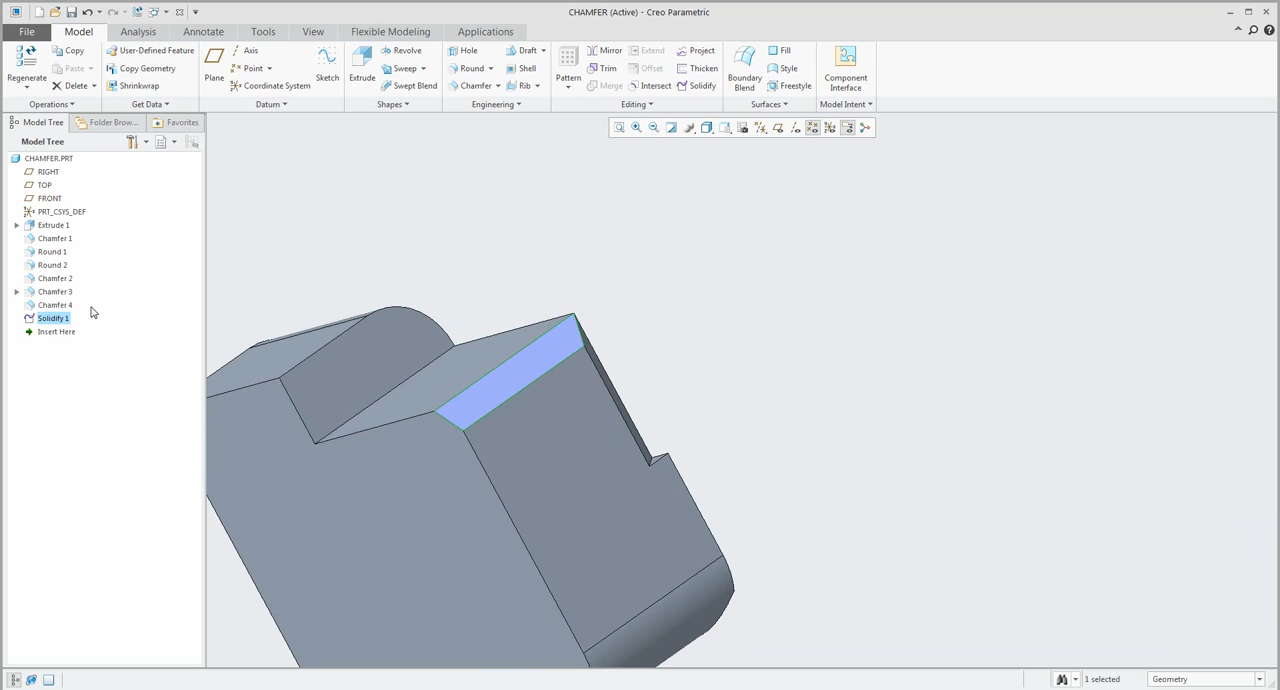 CHAMFER (Active) - Creo Parametric
File Model Analysis Annotate Tools View Flexible Modeling Applications
Regenerate
Copy
Paste
Delete
Operations
User-Defined Feature
Copy Geometry
Shrinkwrap
Get Data
Plane
Axis
Point
Coordinate System
Sketch
Datum
Extrude
Revolve
Sweep
Swept Blend
Shapes
Hole
Round
Chamfer
Draft
Shell
Rib
Engineering
Pattern
Mirror
Trim
Merge
Extend
Offset
Intersect
Project
Thicken
Solidify
Editing
Boundary
Blend
Fill
Style
Freestyle
Surfaces
Component
Interface
Model Intent
Model Tree Folder Brow... Favorites
Model Tree
CHAMFER.PRT
RIGHT
TOP
FRONT
PRT_CSYS_DEF
Extrude 1
Chamfer 1
Round 1
Round 2
Chamfer 2
Chamfer 3
Chamfer 4
Solidify 1
Insert Here
1 selected
Geometry